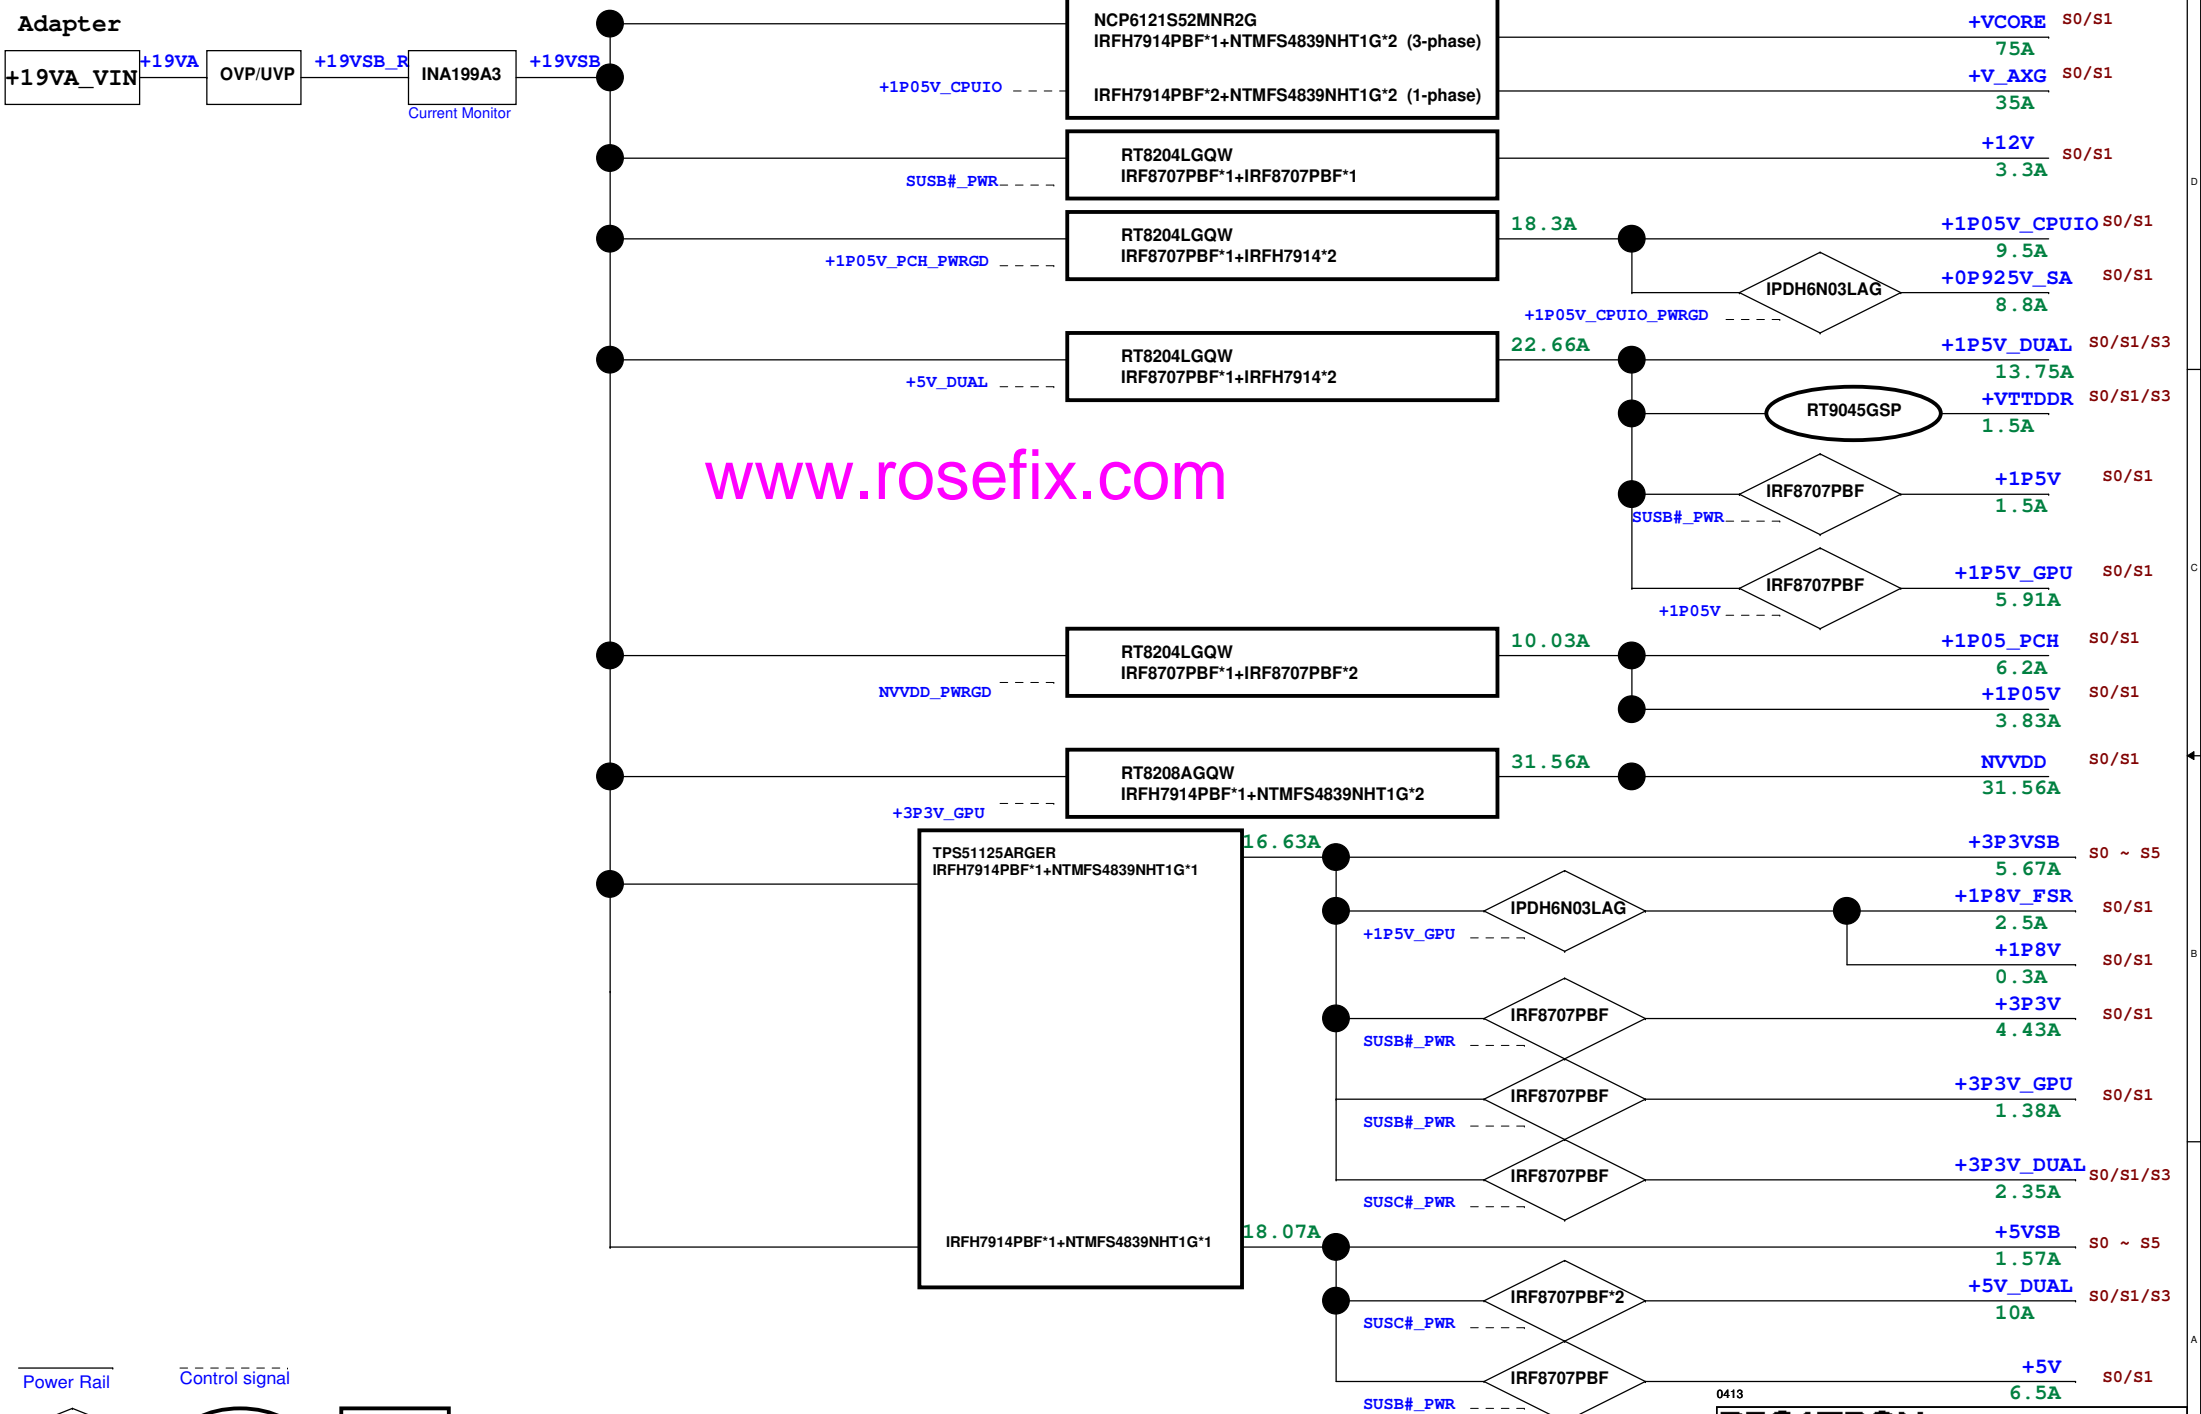 Adapter
+19VA_VIN
+19VA
OVP/UVP
+19VSB_R
INA199A3
Current Monitor
+19VSB
NCP6121S52MNR2G
IRFH7914PBF*1+NTMFS4839NHT1G*2 (3-phase)
+1P05V_CPUIO
IRFH7914PBF*2+NTMFS4839NHT1G*2 (1-phase)
+VCORE S0/S1
75A
+V_AXG S0/S1
35A
RT8204LGQW
IRF8707PBF*1+IRF8707PBF*1
SUSB#_PWR
+12V S0/S1
3.3A
D
RT8204LGQW
IRF8707PBF*1+IRFH7914*2
+1P05V_PCH_PWRGD
18.3A
+1P05V_CPUIO S0/S1
9.5A
IPDH6N03LAG
+1P05V_CPUIO_PWRGD
+0P925V_SA S0/S1
8.8A
RT8204LGQW
IRF8707PBF*1+IRFH7914*2
+5V_DUAL
22.66A
+1P5V_DUAL S0/S1/S3
13.75A
RT9045GSP
+VTTDDR S0/S1/S3
1.5A
www.rosefix.com
IRF8707PBF
SUSB#_PWR
+1P5V S0/S1
1.5A
IRF8707PBF
+1P05V
+1P5V_GPU S0/S1
5.91A
C
RT8204LGQW
IRF8707PBF*1+IRF8707PBF*2
NVVDD_PWRGD
10.03A
+1P05_PCH S0/S1
6.2A
+1P05V S0/S1
3.83A
RT8208AGQW
IRFH7914PBF*1+NTMFS4839NHT1G*2
+3P3V_GPU
31.56A
NVVDD S0/S1
31.56A
TPS51125ARGER
IRFH7914PBF*1+NTMFS4839NHT1G*1
16.63A
+3P3VSB S0 ~ S5
5.67A
IPDH6N03LAG
+1P5V_GPU
+1P8V_FSR S0/S1
2.5A
+1P8V S0/S1
0.3A
B
IRF8707PBF
SUSB#_PWR
+3P3V S0/S1
4.43A
IRF8707PBF
SUSB#_PWR
+3P3V_GPU S0/S1
1.38A
IRF8707PBF
SUSC#_PWR
+3P3V_DUAL S0/S1/S3
2.35A
IRFH7914PBF*1+NTMFS4839NHT1G*1
18.07A
+5VSB S0 ~ S5
1.57A
IRF8707PBF*2
SUSC#_PWR
+5V_DUAL S0/S1/S3
10A
A
IRF8707PBF
SUSB#_PWR
+5V S0/S1
6.5A
Power Rail
Control signal
0413